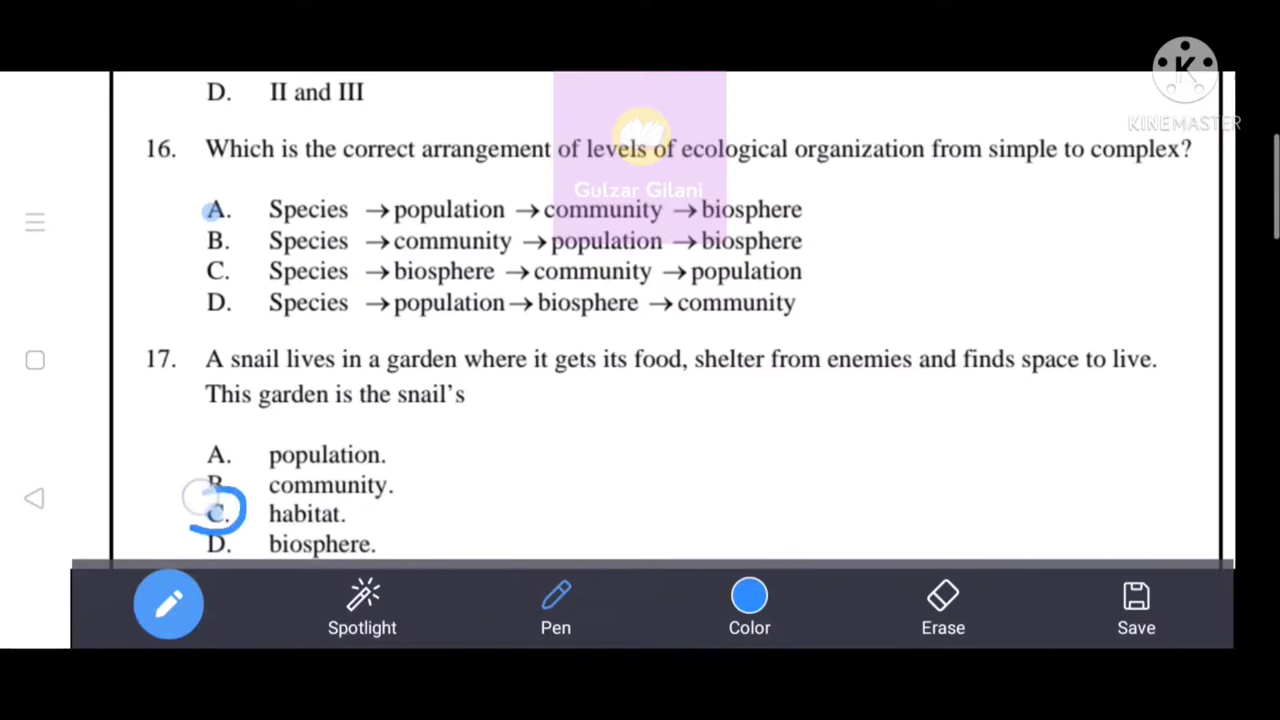 D. II and III
KINEMASTER
16. Which is the correct arrangement of levels of ecological organization from simple to complex?
Gulzar Gilani
A. Species →population →community →biosphere
B. Species →community →population →biosphere
C. Species →biosphere →community →population
D. Species →population→biosphere →community
17. A snail lives in a garden where it gets its food, shelter from enemies and finds space to live.
This garden is the snail's
A. population.
B. community.
C. habitat.
D. biosphere.
Spotlight Pen Color Erase Save